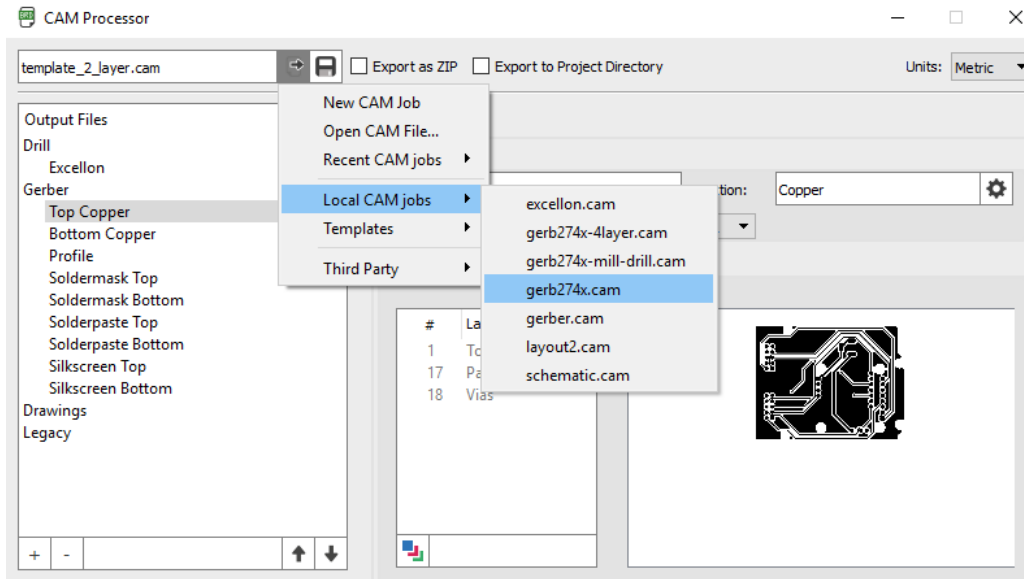 CAM Processor
template_2_layer.cam
Export as ZIP
Export to Project Directory
Units:
Metric
Output Files
Drill
Excellon
Gerber
Top Copper
Bottom Copper
Profile
Soldermask Top
Soldermask Bottom
Solderpaste Top
Solderpaste Bottom
Silkscreen Top
Silkscreen Bottom
Drawings
Legacy
+ -
New CAM Job
Open CAM File...
Recent CAM jobs
Local CAM jobs
Templates
Third Party
excellon.cam
gerb274x-4layer.cam
gerb274x-mill-drill.cam
gerb274x.cam
gerber.cam
layout2.cam
schematic.cam
tion:
Copper
# La
1 To
17 Pa
18 Vias